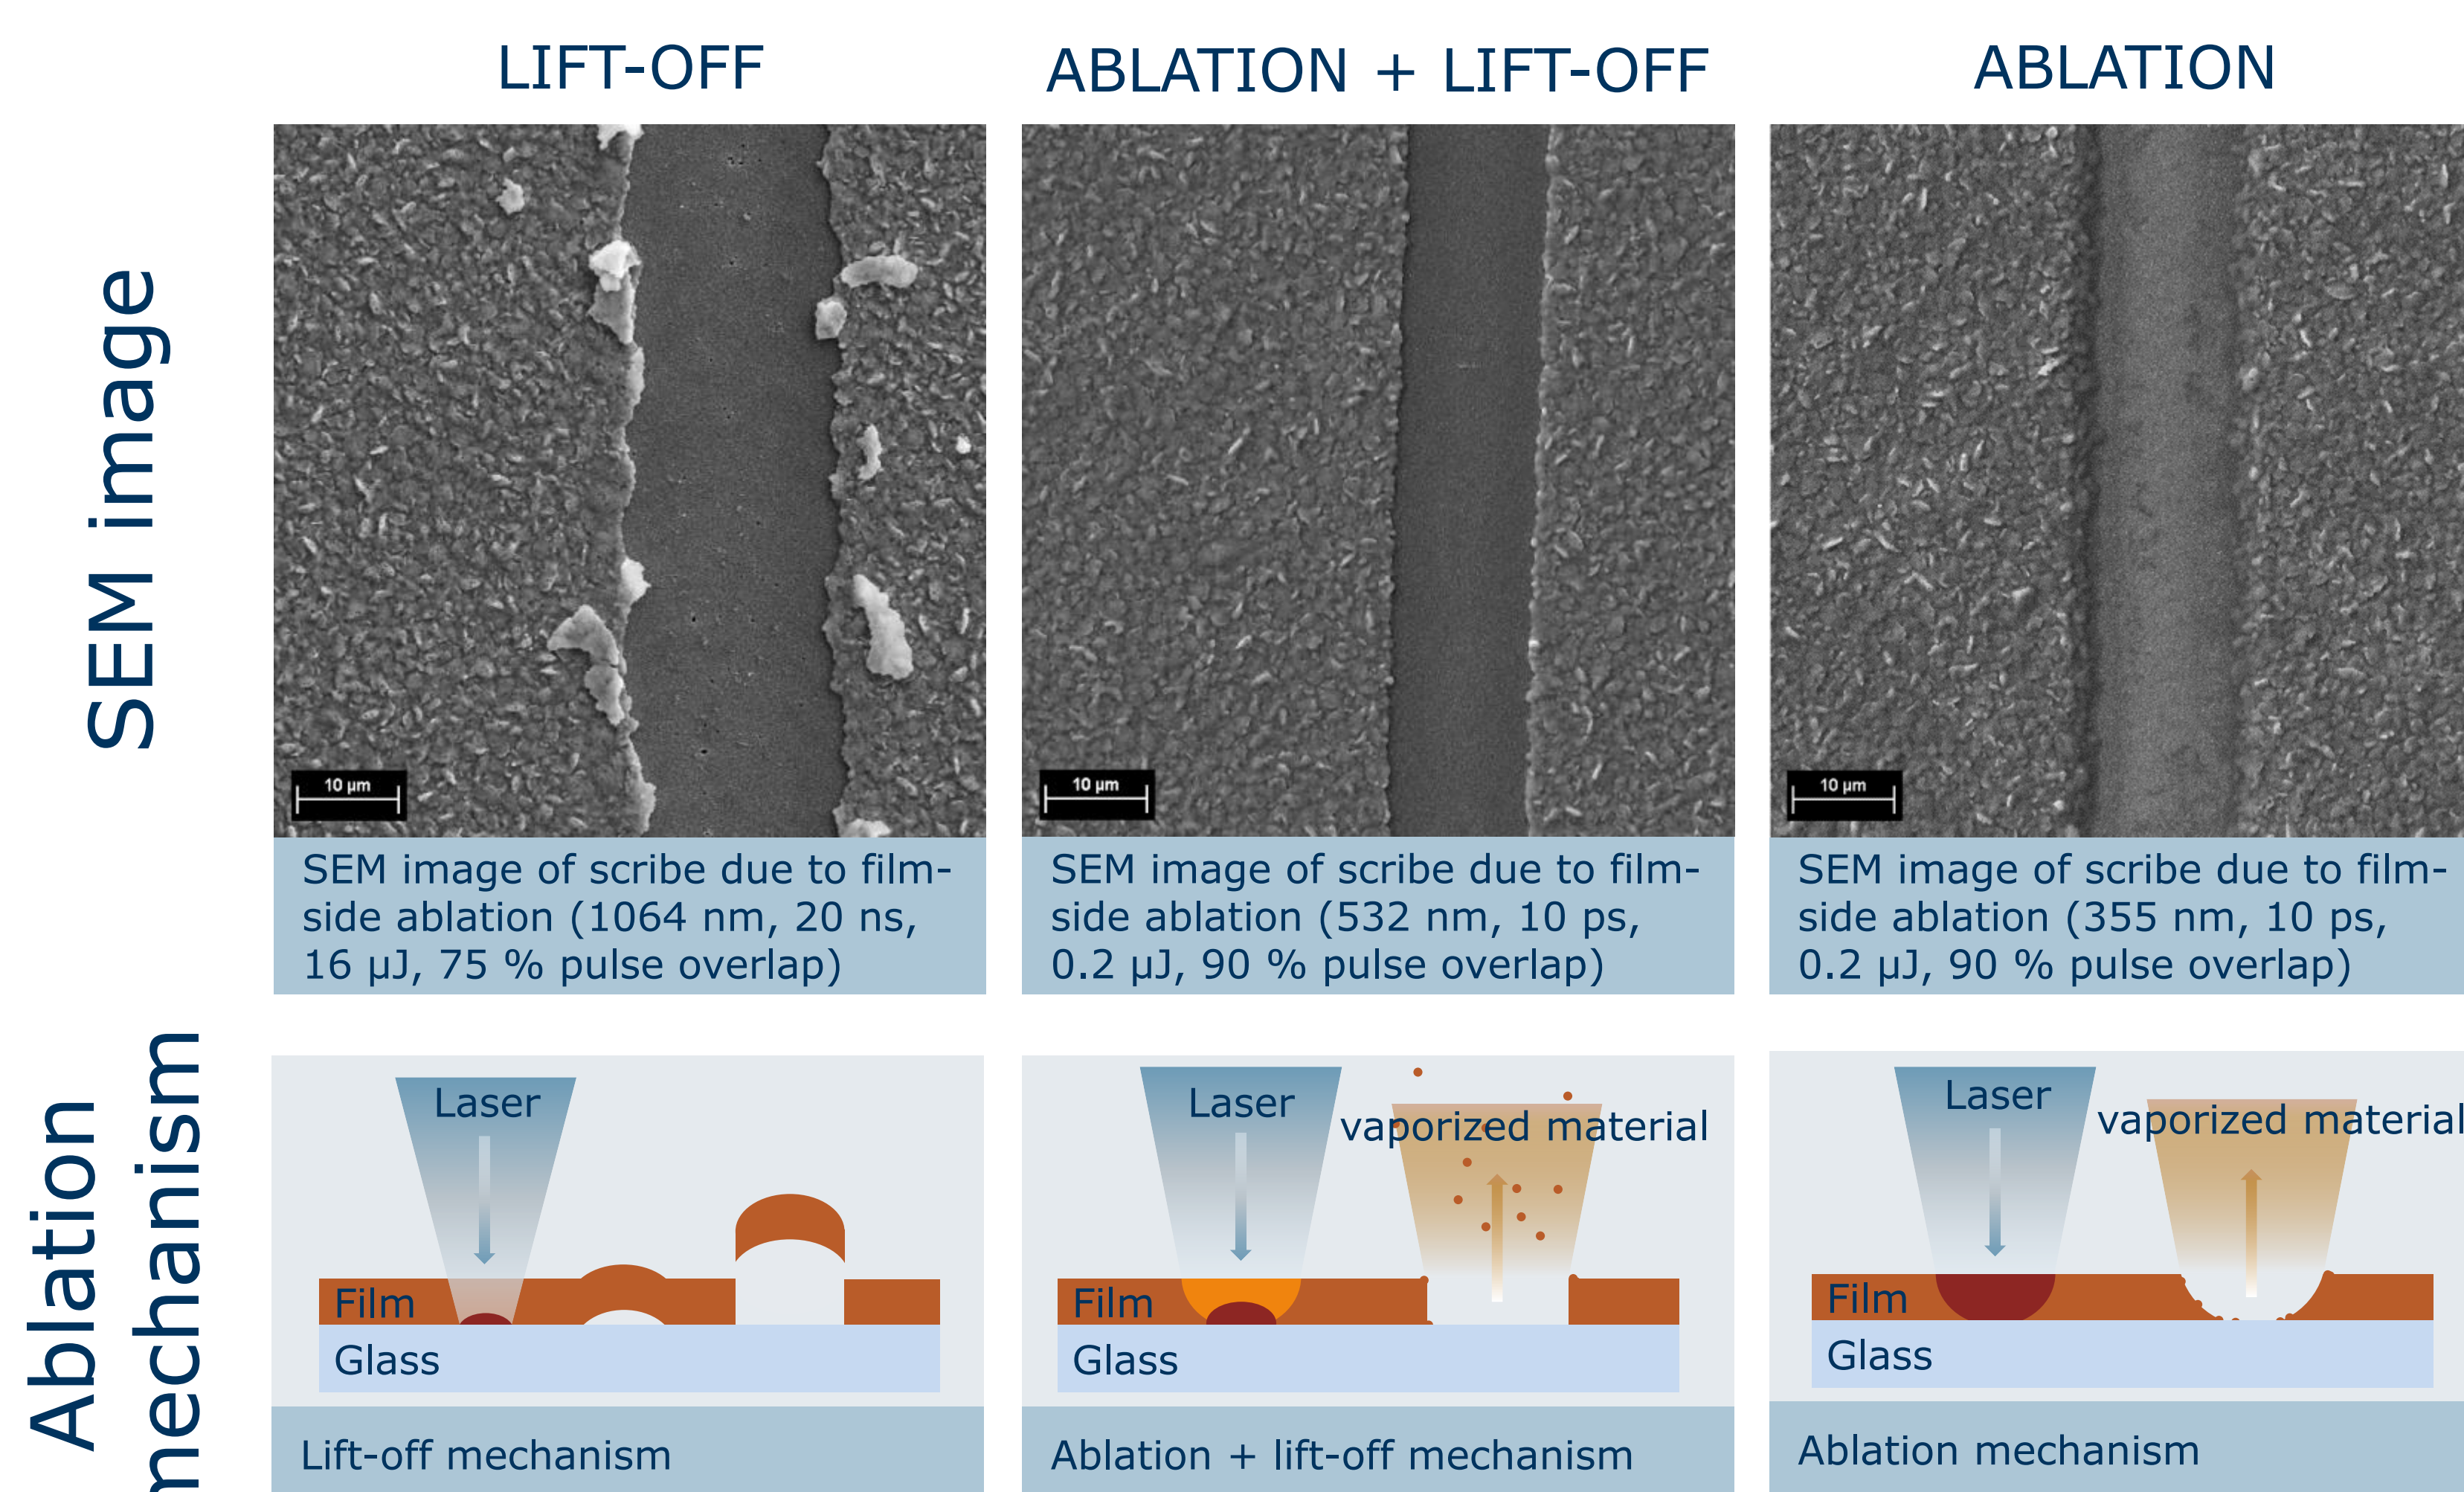 LIFT-OFF
ABLATION + LIFT-OFF
ABLATION
SEM image
10 µm
10 µm
10 µm
SEM image of scribe due to film-
side ablation (1064 nm, 20 ns,
16 µJ, 75 % pulse overlap)
SEM image of scribe due to film-
side ablation (532 nm, 10 ps,
0.2 µJ, 90 % pulse overlap)
SEM image of scribe due to film-
side ablation (355 nm, 10 ps,
0.2 µJ, 90 % pulse overlap)
Ablation
mechanism
Laser
Film
Glass
Lift-off mechanism
Laser
vaporized material
Film
Glass
Ablation + lift-off mechanism
Laser
vaporized material
Film
Glass
Ablation mechanism